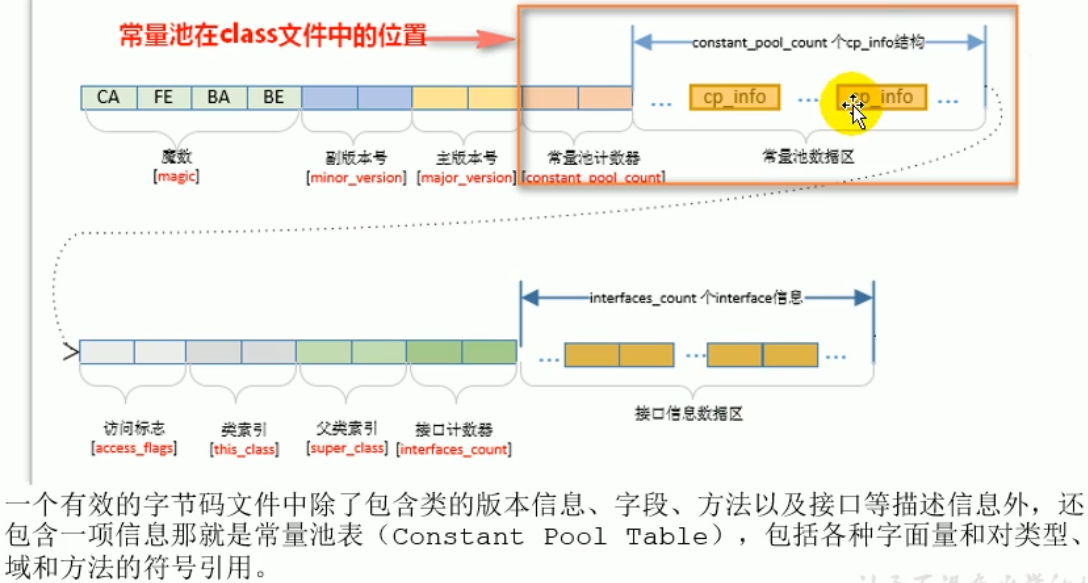 常量池在class文件中的位置
constant_pool_count 个cp_info结构
CA FE BA BE ... cp_info ... cp_info ...
魔数 副版本号 主版本号 常量池计数器 常量池数据区
[magic] [minor_version] [major_version] [constant_pool_count]
interfaces_count 个interface信息
... ... ...
访问标志 类索引 父类索引 接口计数器 接口信息数据区
[access_flags] [this_class] [super_class] [interfaces_count]
一个有效的字节码文件中除了包含类的版本信息、字段、方法以及接口等描述信息外，还
包含一项信息那就是常量池表（Constant Pool Table），包括各种字面量和对类型、
域和方法的符号引用。